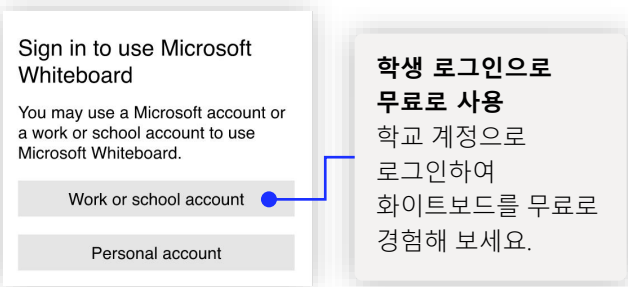 Sign in to use Microsoft
Whiteboard
You may use a Microsoft account or
a work or school account to use
Microsoft Whiteboard.
Work or school account
Personal account
학생 로그인으로
무료로 사용
학교 계정으로
로그인하여
화이트보드를 무료로
경험해 보세요.